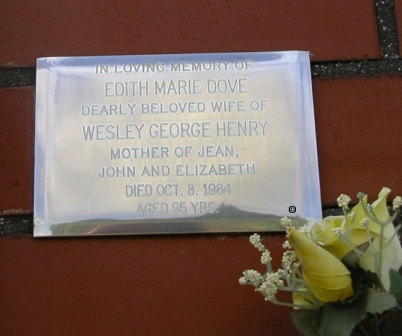 IN LOVING MEMORY OF
EDITH MARIE DOVE
DEARLY BELOVED WIFE OF
WESLEY GEORGE HENRY
MOTHER OF JEAN,
JOHN AND ELIZABETH
DIED OCT. 8, 1984
AGED 95 YRS.